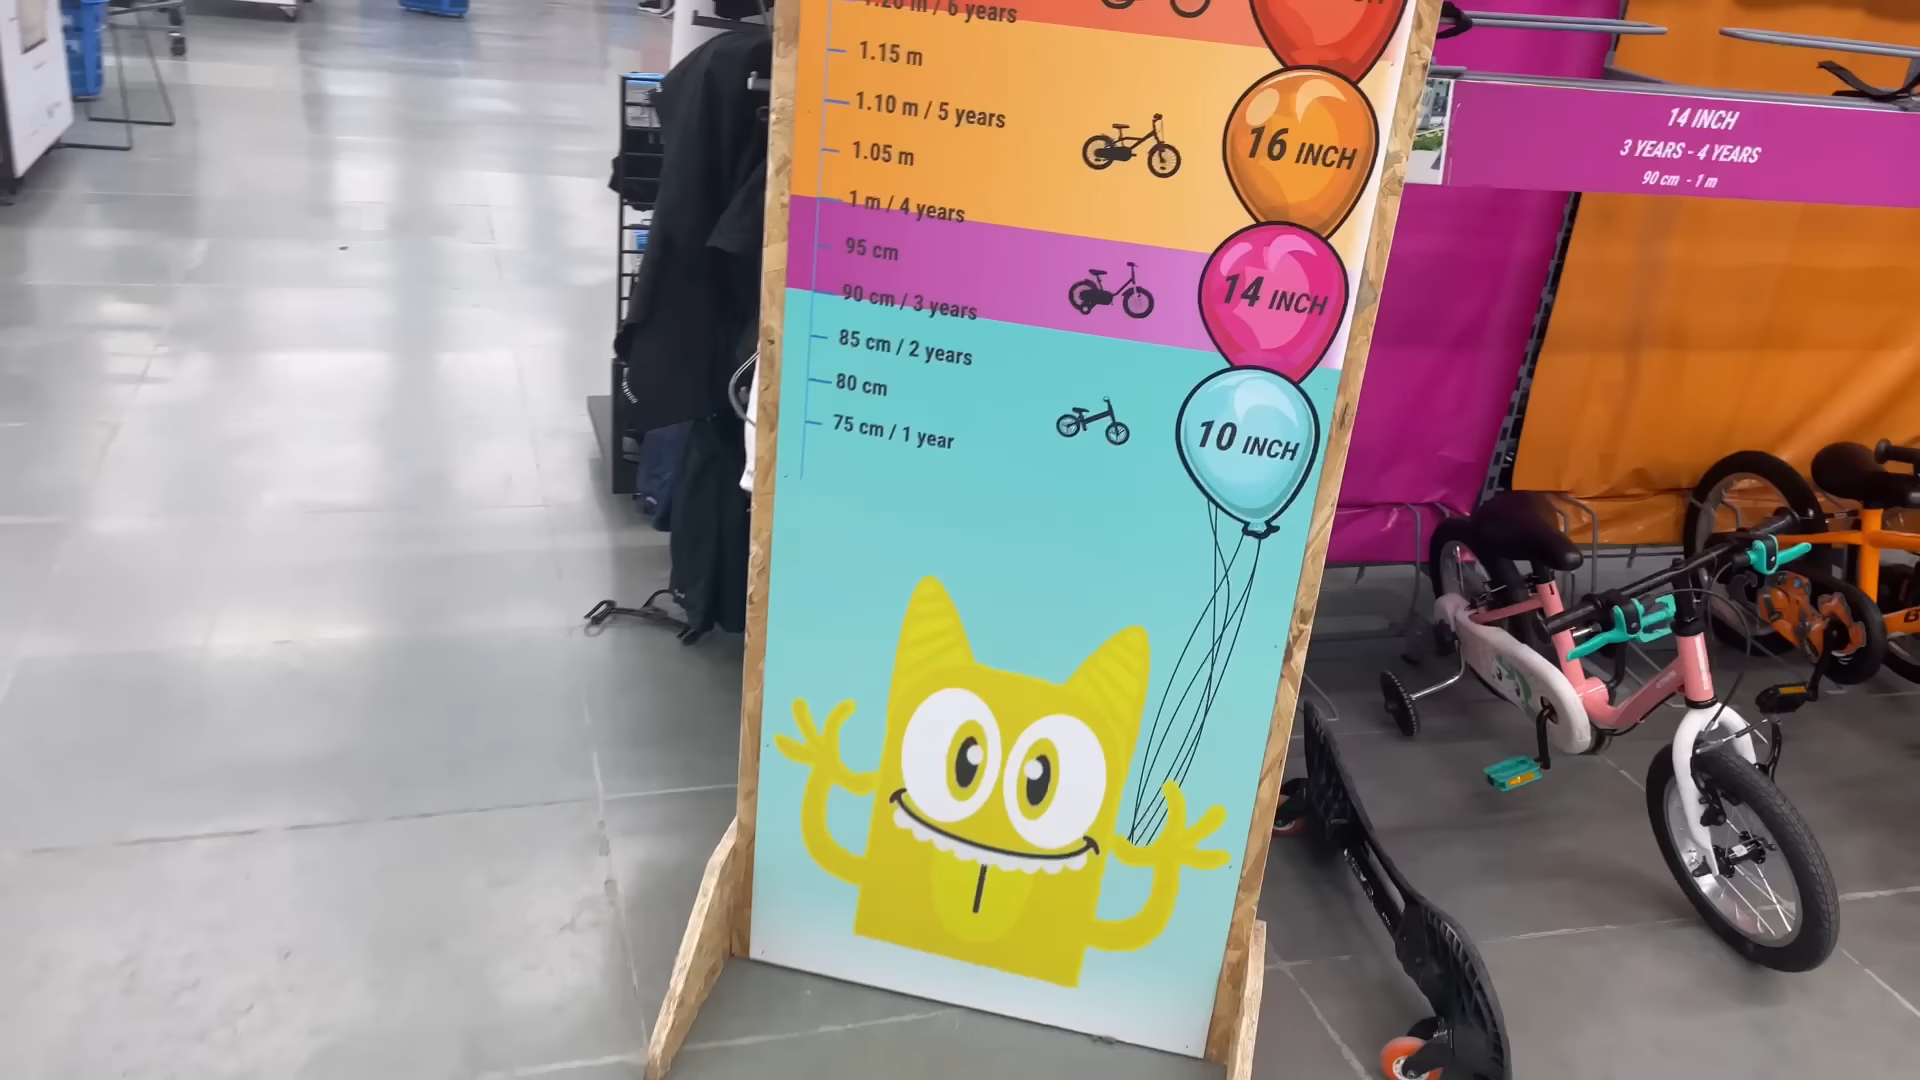 1.20 m / 6 years
1.15 m
1.10 m / 5 years
1.05 m
1 m / 4 years
95 cm
90 cm / 3 years
85 cm / 2 years
80 cm
75 cm / 1 year
16 INCH
14 INCH
10 INCH
14 INCH
3 YEARS - 4 YEARS
90 cm - 1 m